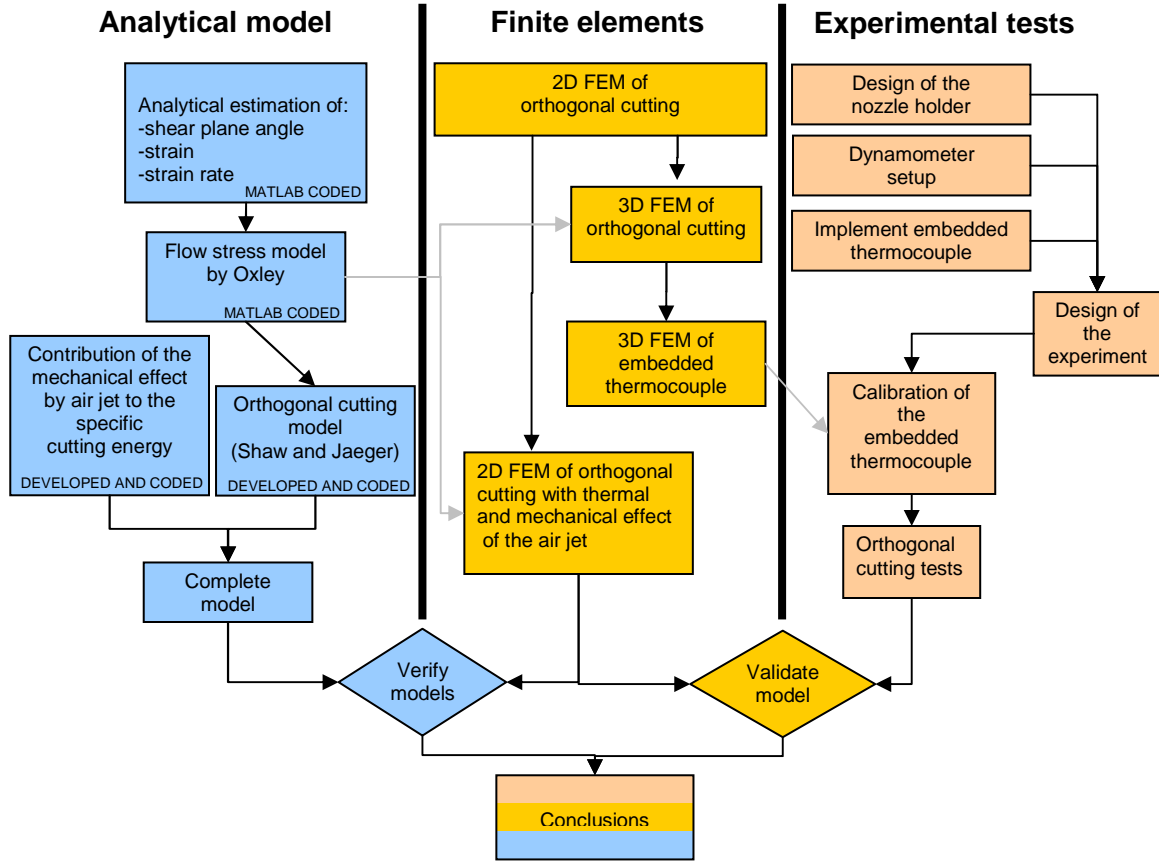 Analytical model
Finite elements
Experimental tests
Analytical estimation of:
-shear plane angle
-strain
-strain rate
MATLAB CODED
Flow stress model
by Oxley
MATLAB CODED
Contribution of the
mechanical effect
by air jet to the
specific
cutting energy
DEVELOPED AND CODED
Orthogonal cutting
model
(Shaw and Jaeger)
DEVELOPED AND CODED
Complete
model
2D FEM of
orthogonal cutting
3D FEM of
orthogonal cutting
3D FEM of
embedded
thermocouple
2D FEM of orthogonal
cutting with thermal
and mechanical effect
of the air jet
Design of the
nozzle holder
Dynamometer
setup
Implement embedded
thermocouple
Design of
the
experiment
Calibration of
the
embedded
thermocouple
Orthogonal
cutting tests
Verify
models
Validate
model
Conclusions